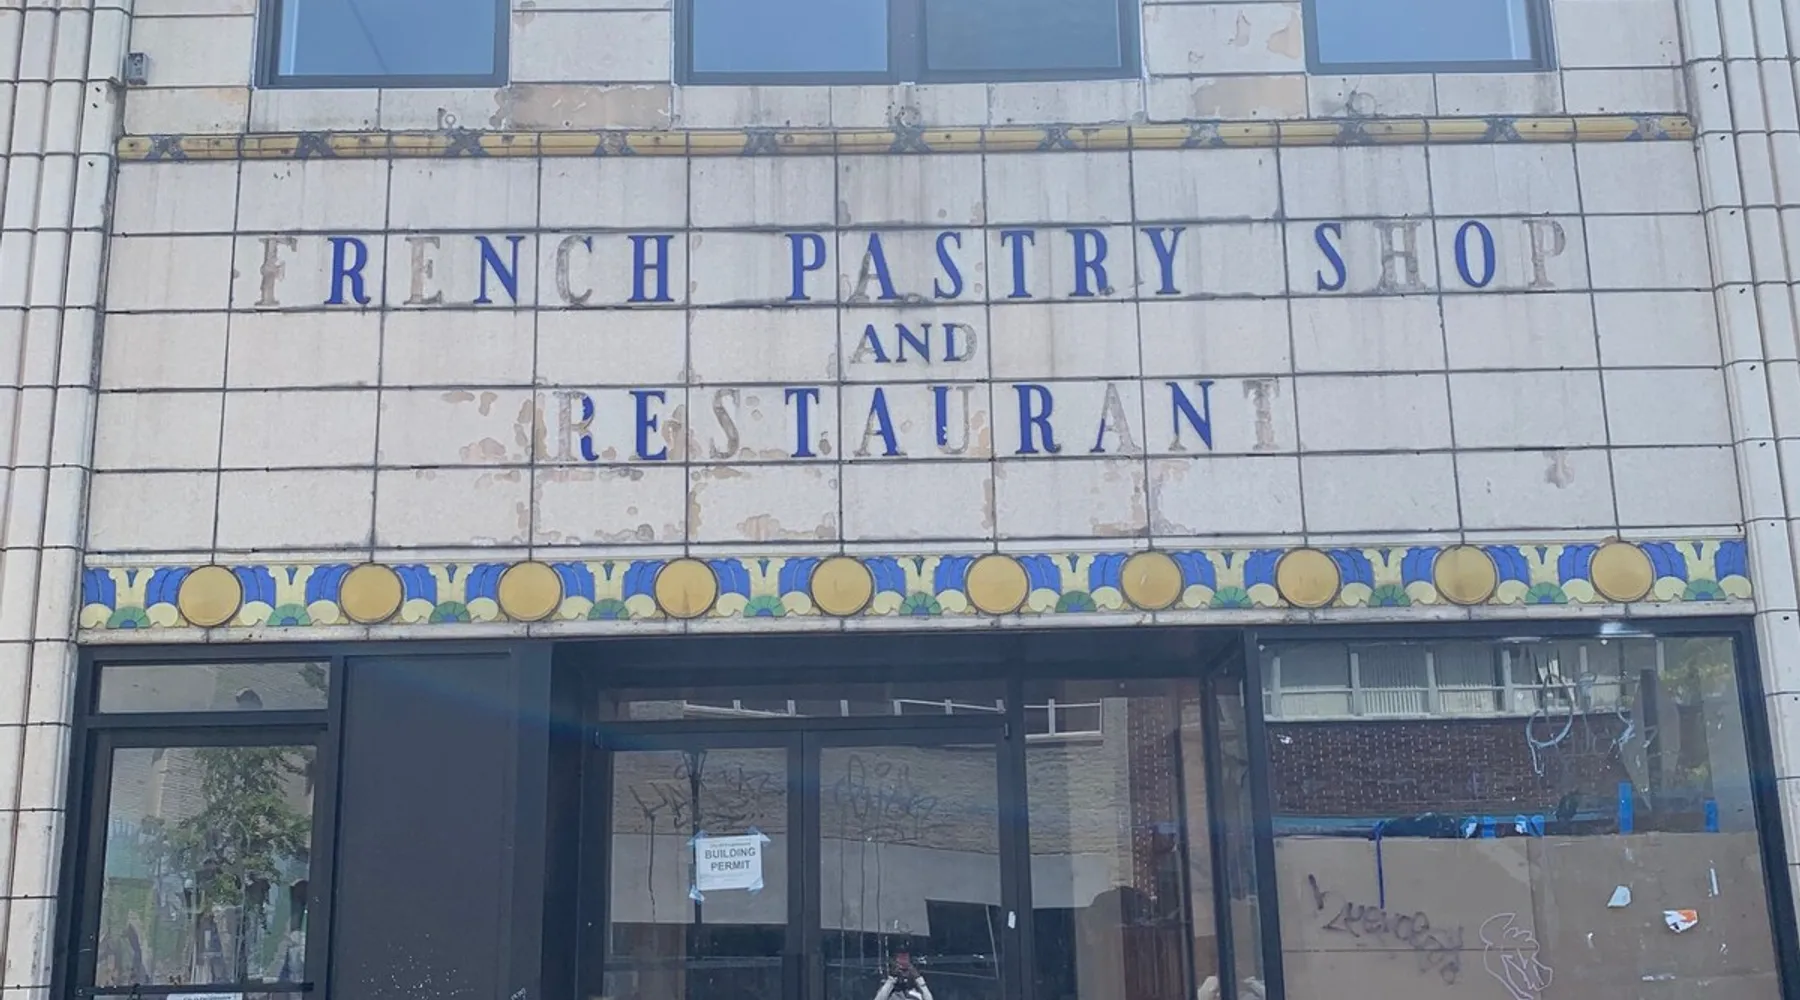 FRENCH PASTRY SHOP
AND
RESTAURANT
BUILDING
PERMIT